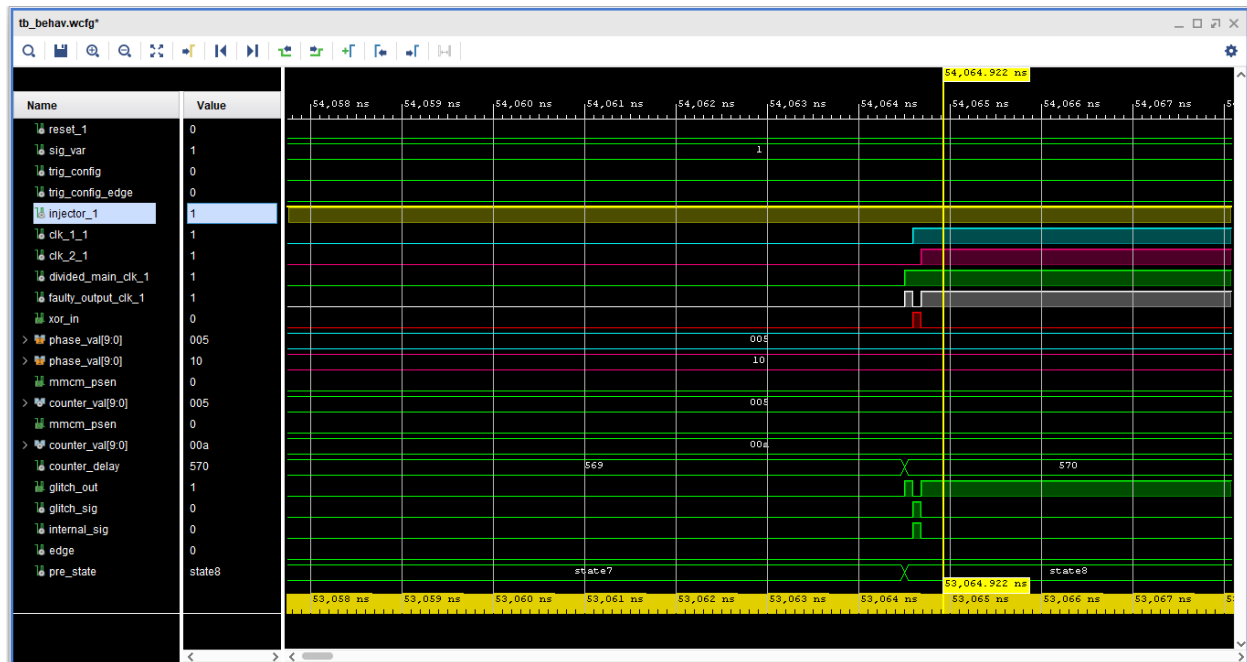 tb_behav.wcfg*
54,064.922 ns
Name Value
54,058 ns 54,059 ns 54,060 ns 54,061 ns 54,062 ns 54,063 ns 54,064 ns 54,065 ns 54,066 ns 54,067 ns
reset_1 0
sig_var 1 1
trig_config 0
trig_config_edge 0
injector_1 1
clk_1_1 1
clk_2_1 1
divided_main_clk_1 1
faulty_output_clk_1 1
xor_in 0
phase_val[9:0] 005 005
phase_val[9:0] 10 10
mmcm_psen 0
counter_val[9:0] 005 005
mmcm_psen 0
counter_val[9:0] 00a 00a
counter_delay 570 569 570
glitch_out 1
glitch_sig 0
internal_sig 0
edge 0
pre_state state8 state7 state8
53,064.922 ns
53,058 ns 53,059 ns 53,060 ns 53,061 ns 53,062 ns 53,063 ns 53,064 ns 53,065 ns 53,066 ns 53,067 ns